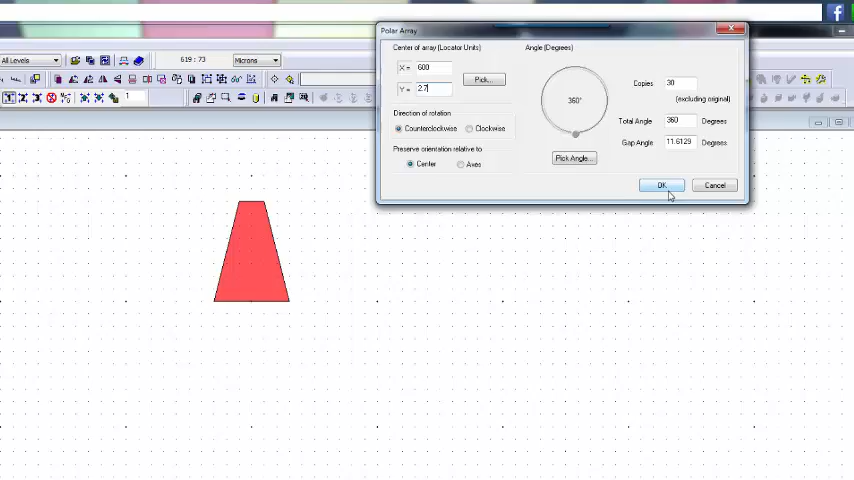 f
All Levels
619 : 73
Microns
1
Polar Array
Center of array (Locator Units)
X = 600
Pick...
Y = 2.7
Direction of rotation
Counterclockwise Clockwise
Preserve orientation relative to
Center Axes
Angle (Degrees)
360°
Pick Angle...
Copies 30
(excluding original)
Total Angle 360 Degrees
Gap Angle 11.6129 Degrees
OK Cancel